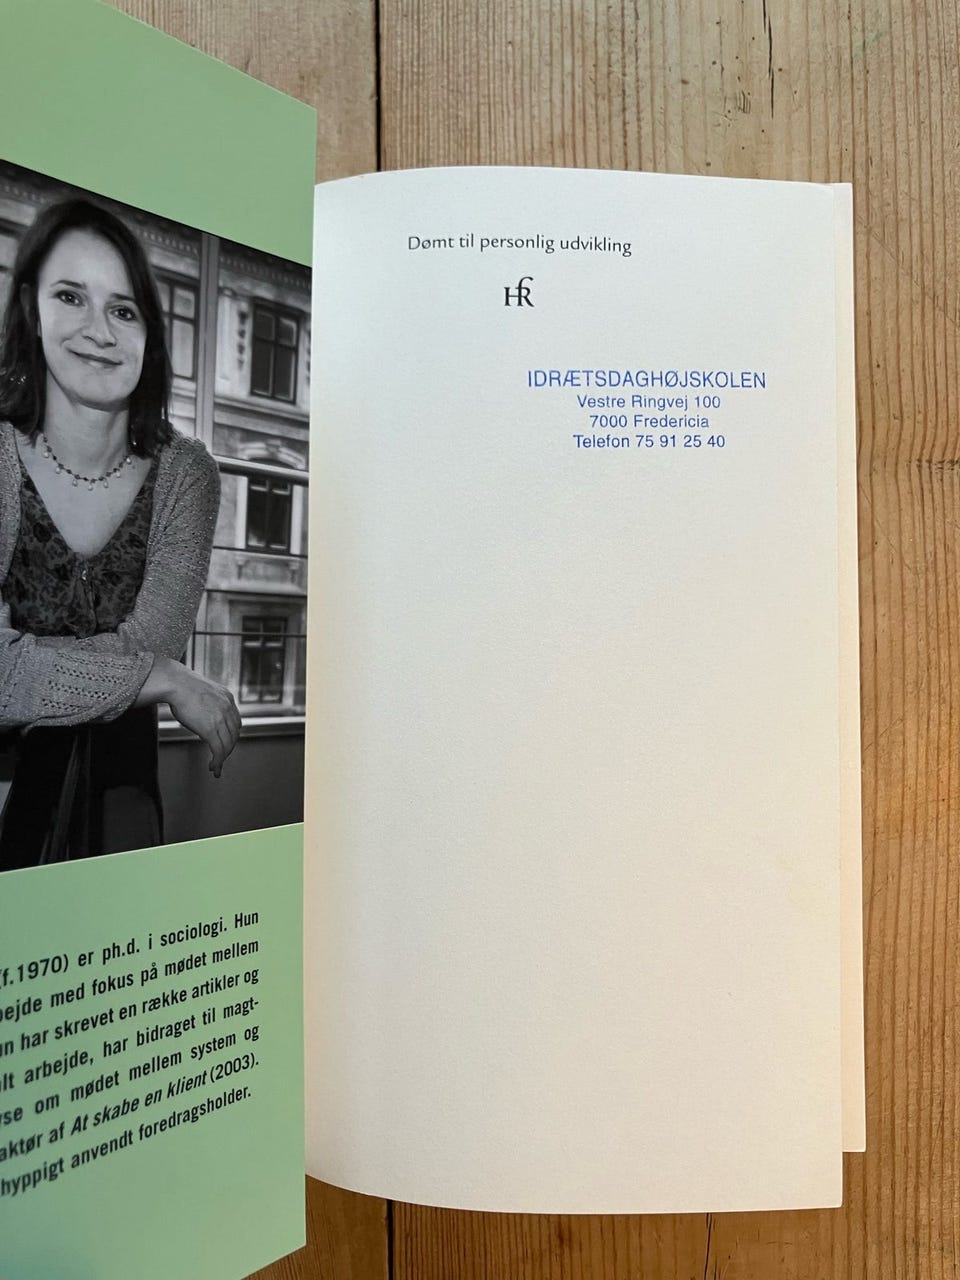 (f.1970) er ph.d. i sociologi. Hun
bejde med fokus på mødet mellem
un har skrevet en række artikler og
lt arbejde, har bidraget til magt-
yse om mødet mellem system og
aktør af At skabe en klient (2003).
hyppigt anvendt foredragsholder.
Dømt til personlig udvikling
HR
IDRÆTSDAGHØJSKOLEN
Vestre Ringvej 100
7000 Fredericia
Telefon 75 91 25 40